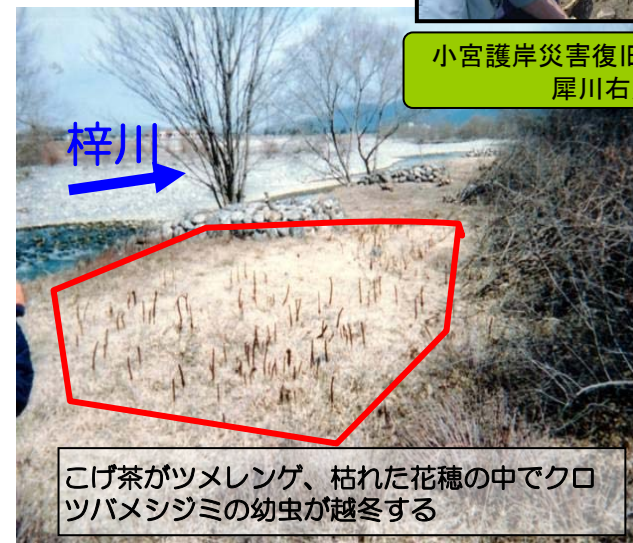 小宮護岸災害復旧
犀川右
梓川
こげ茶がツメレンゲ、枯れた花穂の中でクロ
ツバメシジミの幼虫が越冬する